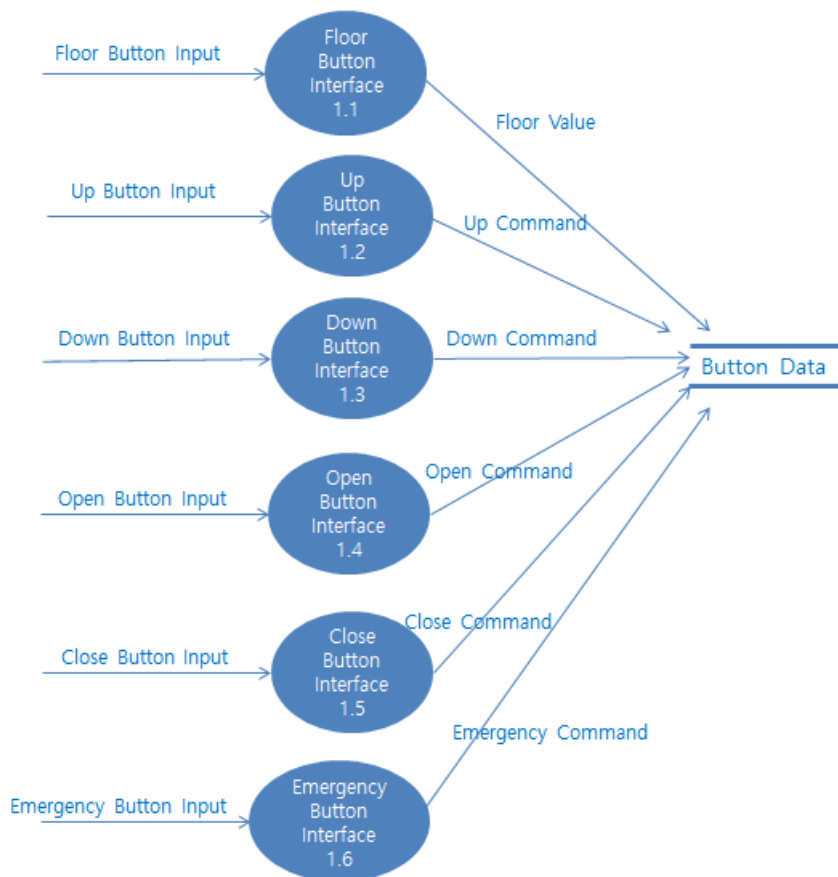 Floor Button Input
Floor
Button
Interface
1.1
Floor Value
Up Button Input
Up
Button
Interface
1.2
Up Command
Down Button Input
Down
Button
Interface
1.3
Down Command
Button Data
Open Button Input
Open
Button
Interface
1.4
Open Command
Close Button Input
Close
Button
Interface
1.5
Close Command
Emergency Button Input
Emergency
Button
Interface
1.6
Emergency Command